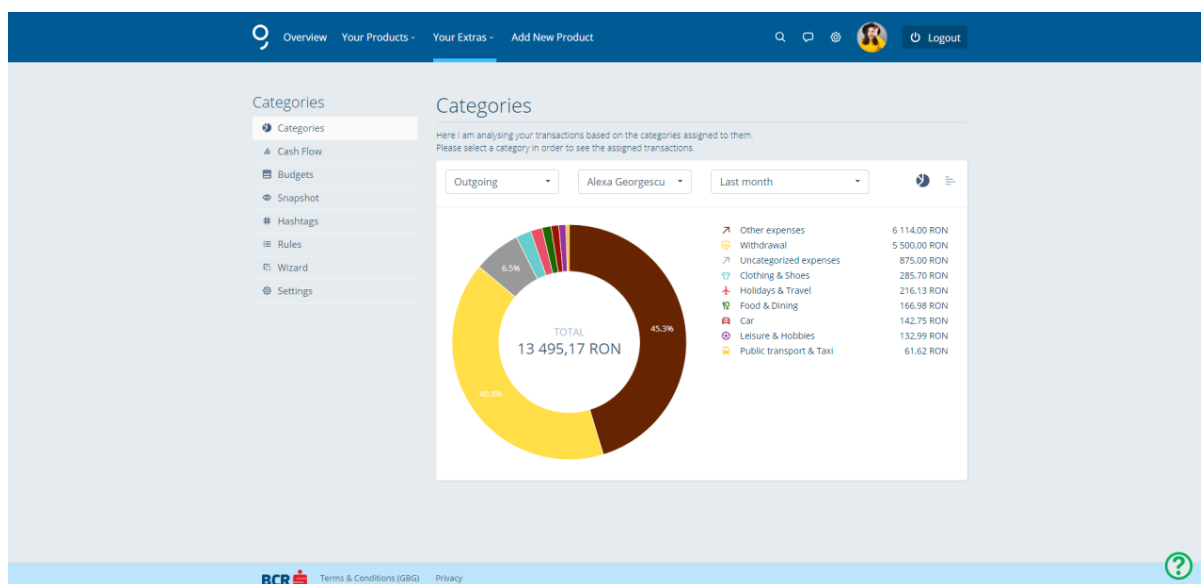 Overview Your Products Your Extras Add New Product Logout
Categories
Categories
Cash Flow
Budgets
Snapshot
# Hashtags
Rules
Wizard
Settings
Categories
Here I am analysing your transactions based on the categories assigned to them.
Please select a category in order to see the assigned transactions.
Outgoing Alexa Georgescu Last month
6.5%
45.3%
40.8%
TOTAL
13 495,17 RON
Other expenses 6 114.00 RON
Withdrawal 5 500.00 RON
Uncategorized expenses 875.00 RON
Clothing & Shoes 285.70 RON
Holidays & Travel 216.13 RON
Food & Dining 166.98 RON
Car 142.75 RON
Leisure & Hobbies 132.99 RON
Public transport & Taxi 61.62 RON
BCR Terms & Conditions (GBG) Privacy
?